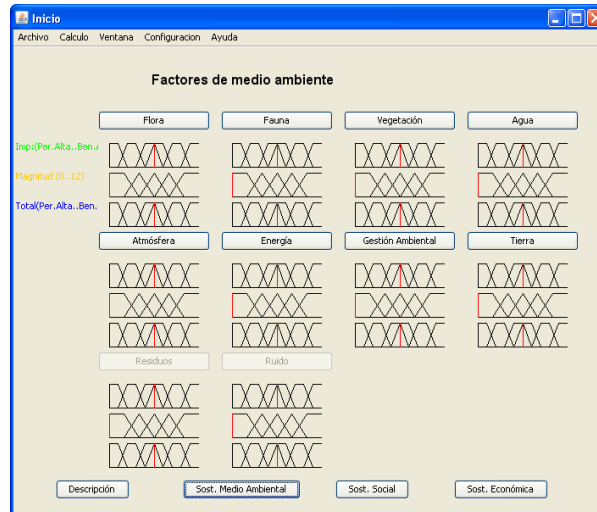 Inicio
Archivo Calculo Ventana Configuracion Ayuda
Factores de medio ambiente
Flora Fauna Vegetación Agua
Imp:(Per.Alta..Ben./
Magnitud (0..12)
Total(Per.Alta..Ben.
Atmósfera Energía Gestión Ambiental Tierra
Residuos Ruido
Descripción Sost. Medio Ambiental Sost. Social Sost. Económica